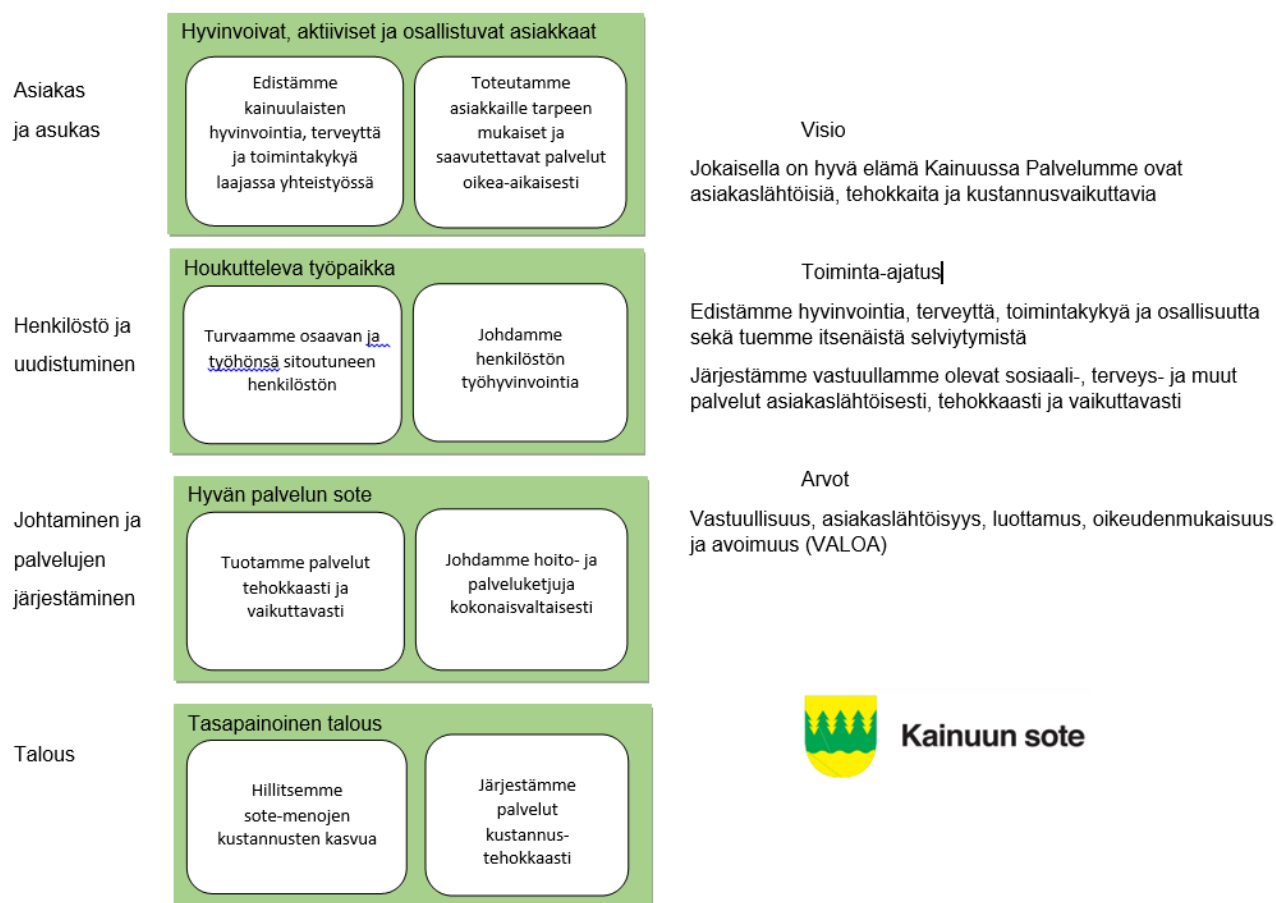 Asiakas
ja asukas
Hyvinvoivat, aktiiviset ja osallistuvat asiakkaat
Edistämme
kainuulaisten
hyvinvointia, terveyttä
ja toimintakykyä
laajassa yhteistyössä
Toteutamme
asiakkaille tarpeen
mukaiset ja
saavutettavat palvelut
oikea-aikaisesti
Henkilöstö ja
uudistuminen
Houkutteleva työpaikka
Turvaamme osaavan ja
työhönsä sitoutuneen
henkilöstön
Johdamme
henkilöstön
työhyvinvointia
Johtaminen ja
palvelujen
järjestäminen
Hyvän palvelun sote
Tuotamme palvelut
tehokkaasti ja
vaikuttavasti
Johdamme hoito- ja
palveluketjuja
kokonaisvaltaisesti
Talous
Tasapainoinen talous
Hillitsemme
sote-menojen
kustannusten kasvua
Järjestämme
palvelut
kustannus-
tehokkaasti
Visio
Jokaisella on hyvä elämä Kainuussa Palvelumme ovat
asiakaslähtöisiä, tehokkaita ja kustannusvaikuttavia
Toiminta-ajatus
Edistämme hyvinvointia, terveyttä, toimintakykyä ja osallisuutta
sekä tuemme itsenäistä selviytymistä
Järjestämme vastuullamme olevat sosiaali-, terveys- ja muut
palvelut asiakaslähtöisesti, tehokkaasti ja vaikuttavasti
Arvot
Vastuullisuus, asiakaslähtöisyys, luottamus, oikeudenmukaisuus
ja avoimuus (VALOA)
Kainuun sote